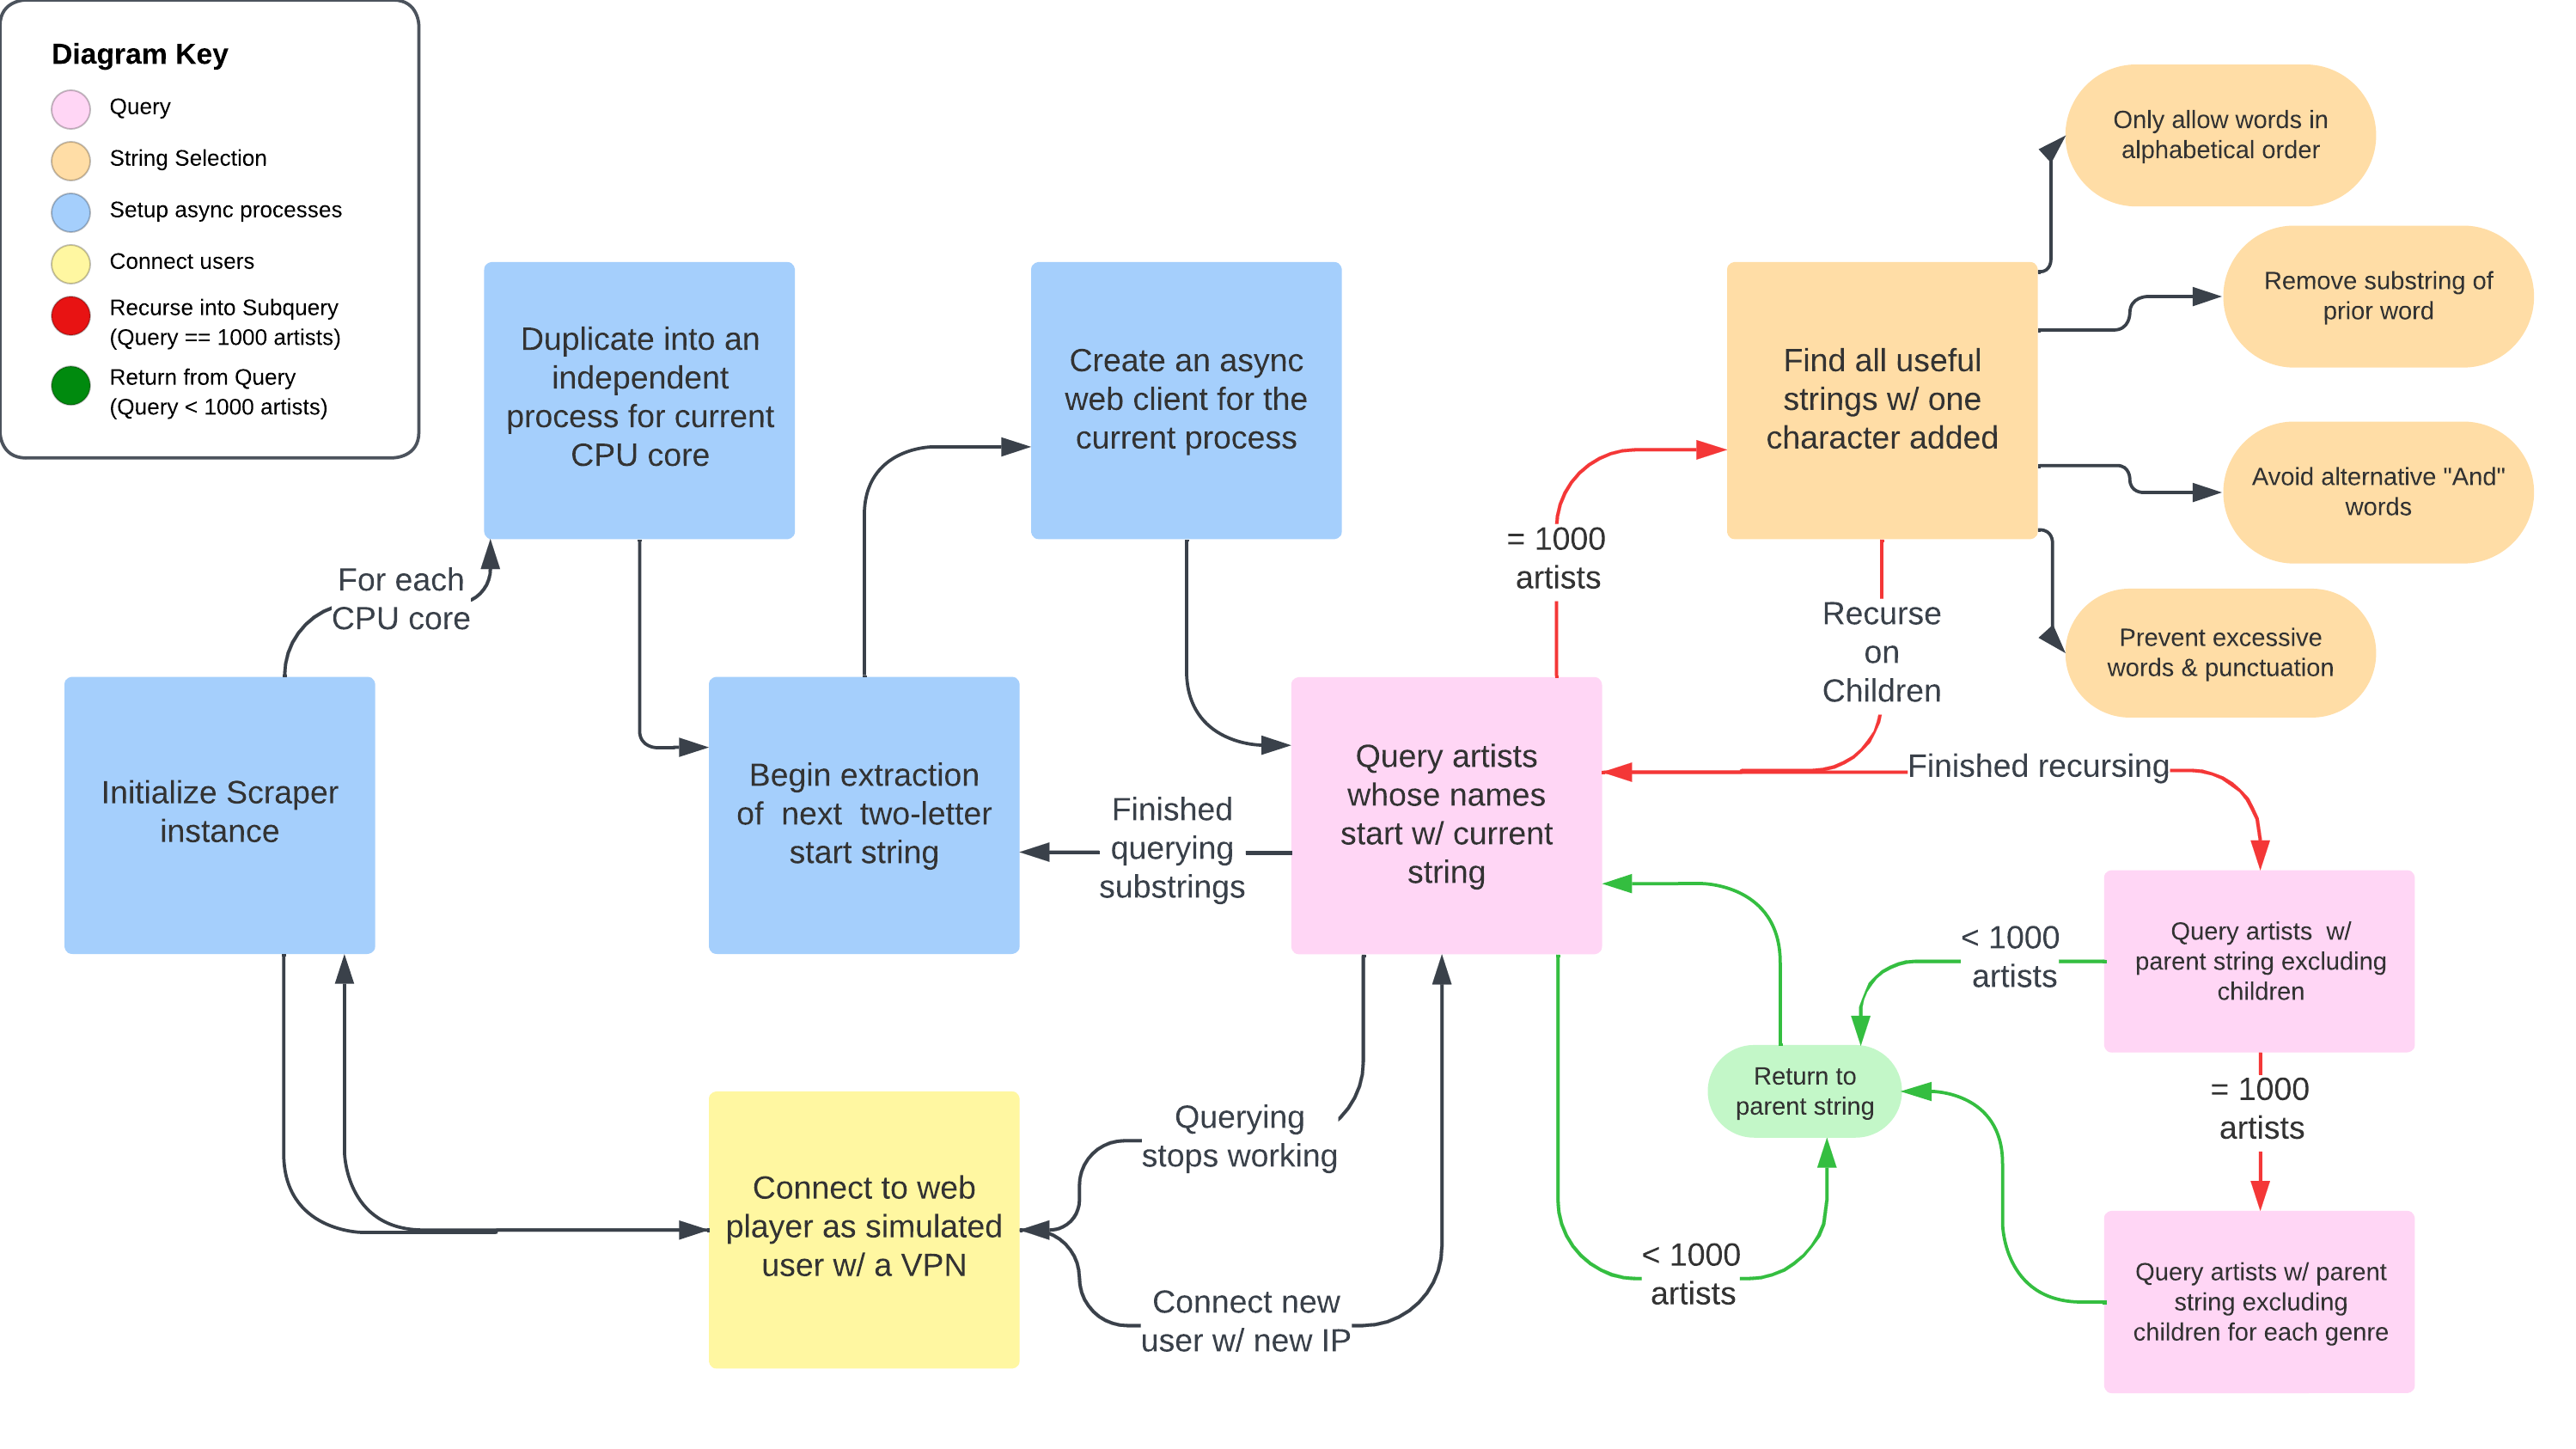 Diagram Key
Query
String Selection
Setup async processes
Connect users
Recurse into Subquery
(Query == 1000 artists)
Return from Query
(Query < 1000 artists)
Only allow words in
alphabetical order
Remove substring of
prior word
Avoid alternative "And"
words
Prevent excessive
words & punctuation
Duplicate into an
independent
process for current
CPU core
Create an async
web client for the
current process
Find all useful
strings w/ one
character added
= 1000
artists
For each
CPU core
Recurse
on
Children
Initialize Scraper
instance
Begin extraction
of next two-letter
start string
Finished
querying
substrings
Query artists
whose names
start w/ current
string
Finished recursing
Query artists w/
parent string excluding
children
< 1000
artists
Return to
parent string
= 1000
artists
Querying
stops working
Connect to web
player as simulated
user w/ a VPN
Connect new
user w/ new IP
< 1000
artists
Query artists w/ parent
string excluding
children for each genre